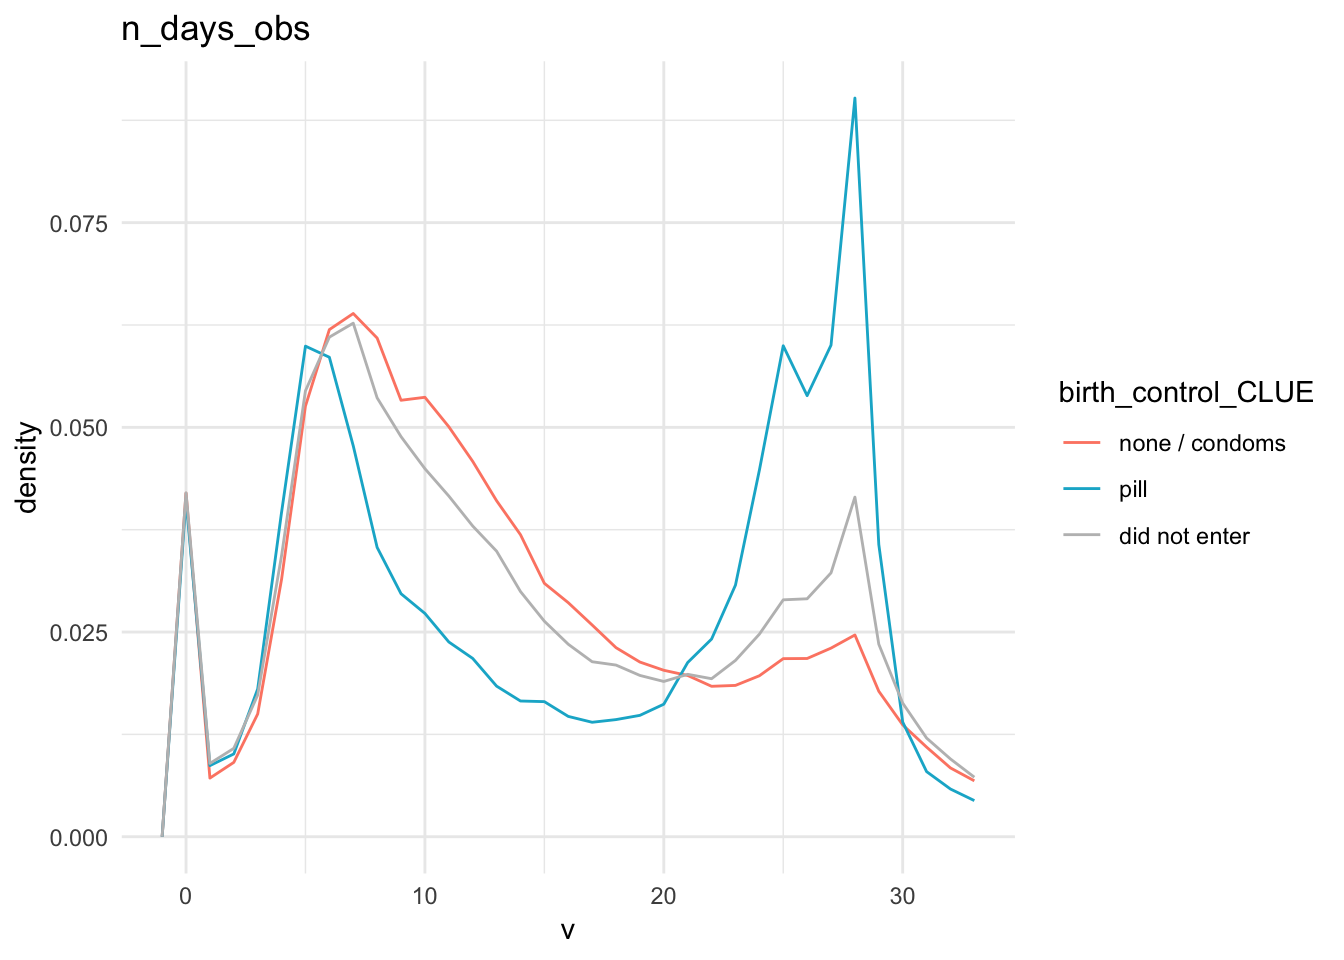 n_days_obs
density
0.075
0.050
0.025
0.000
0
10
20
30
v
birth_control_CLUE
none / condoms
pill
did not enter